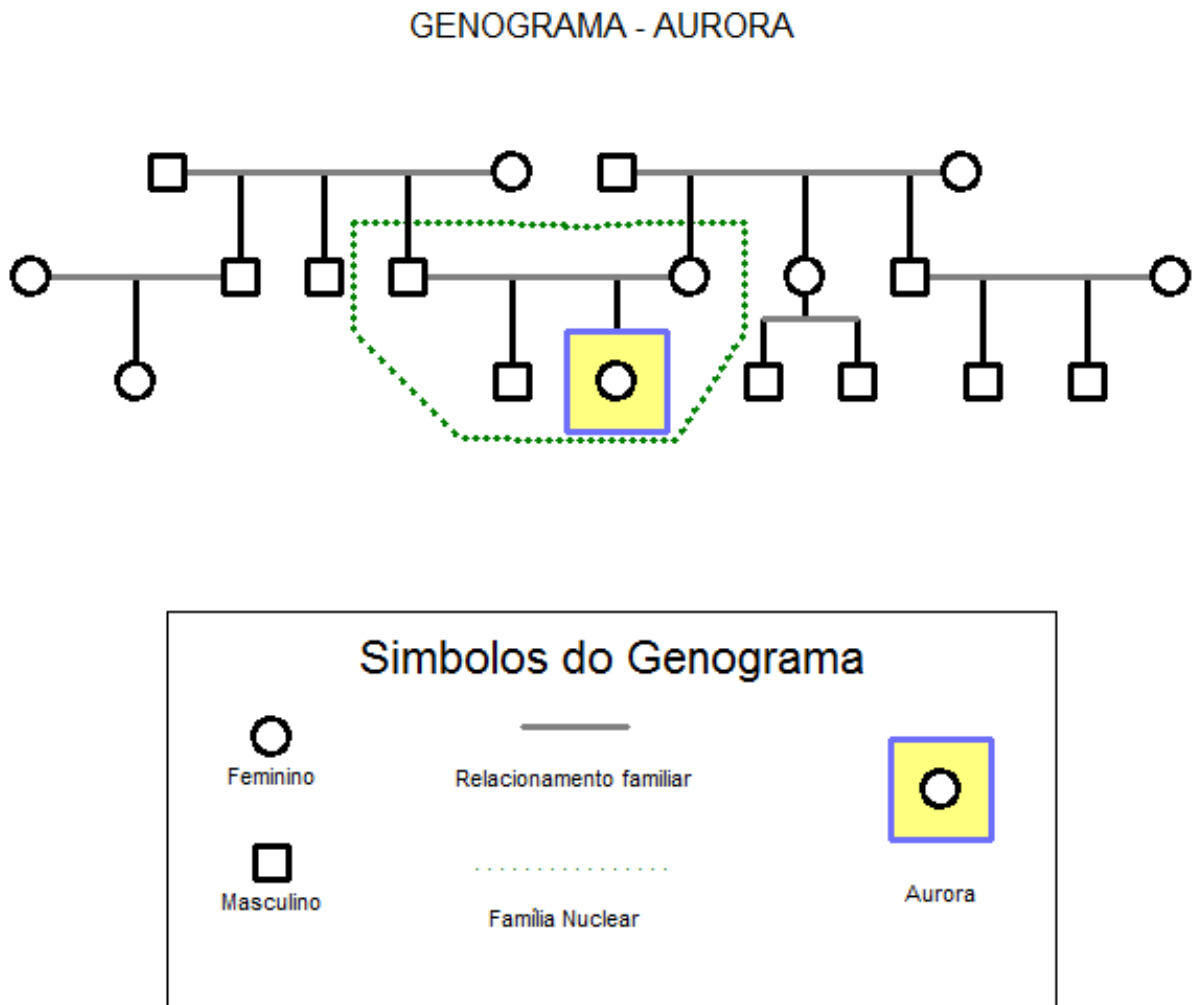 GENOGRAMA - AURORA
Simbolos do Genograma
Feminino
Relacionamento familiar
Masculino
Família Nuclear
Aurora